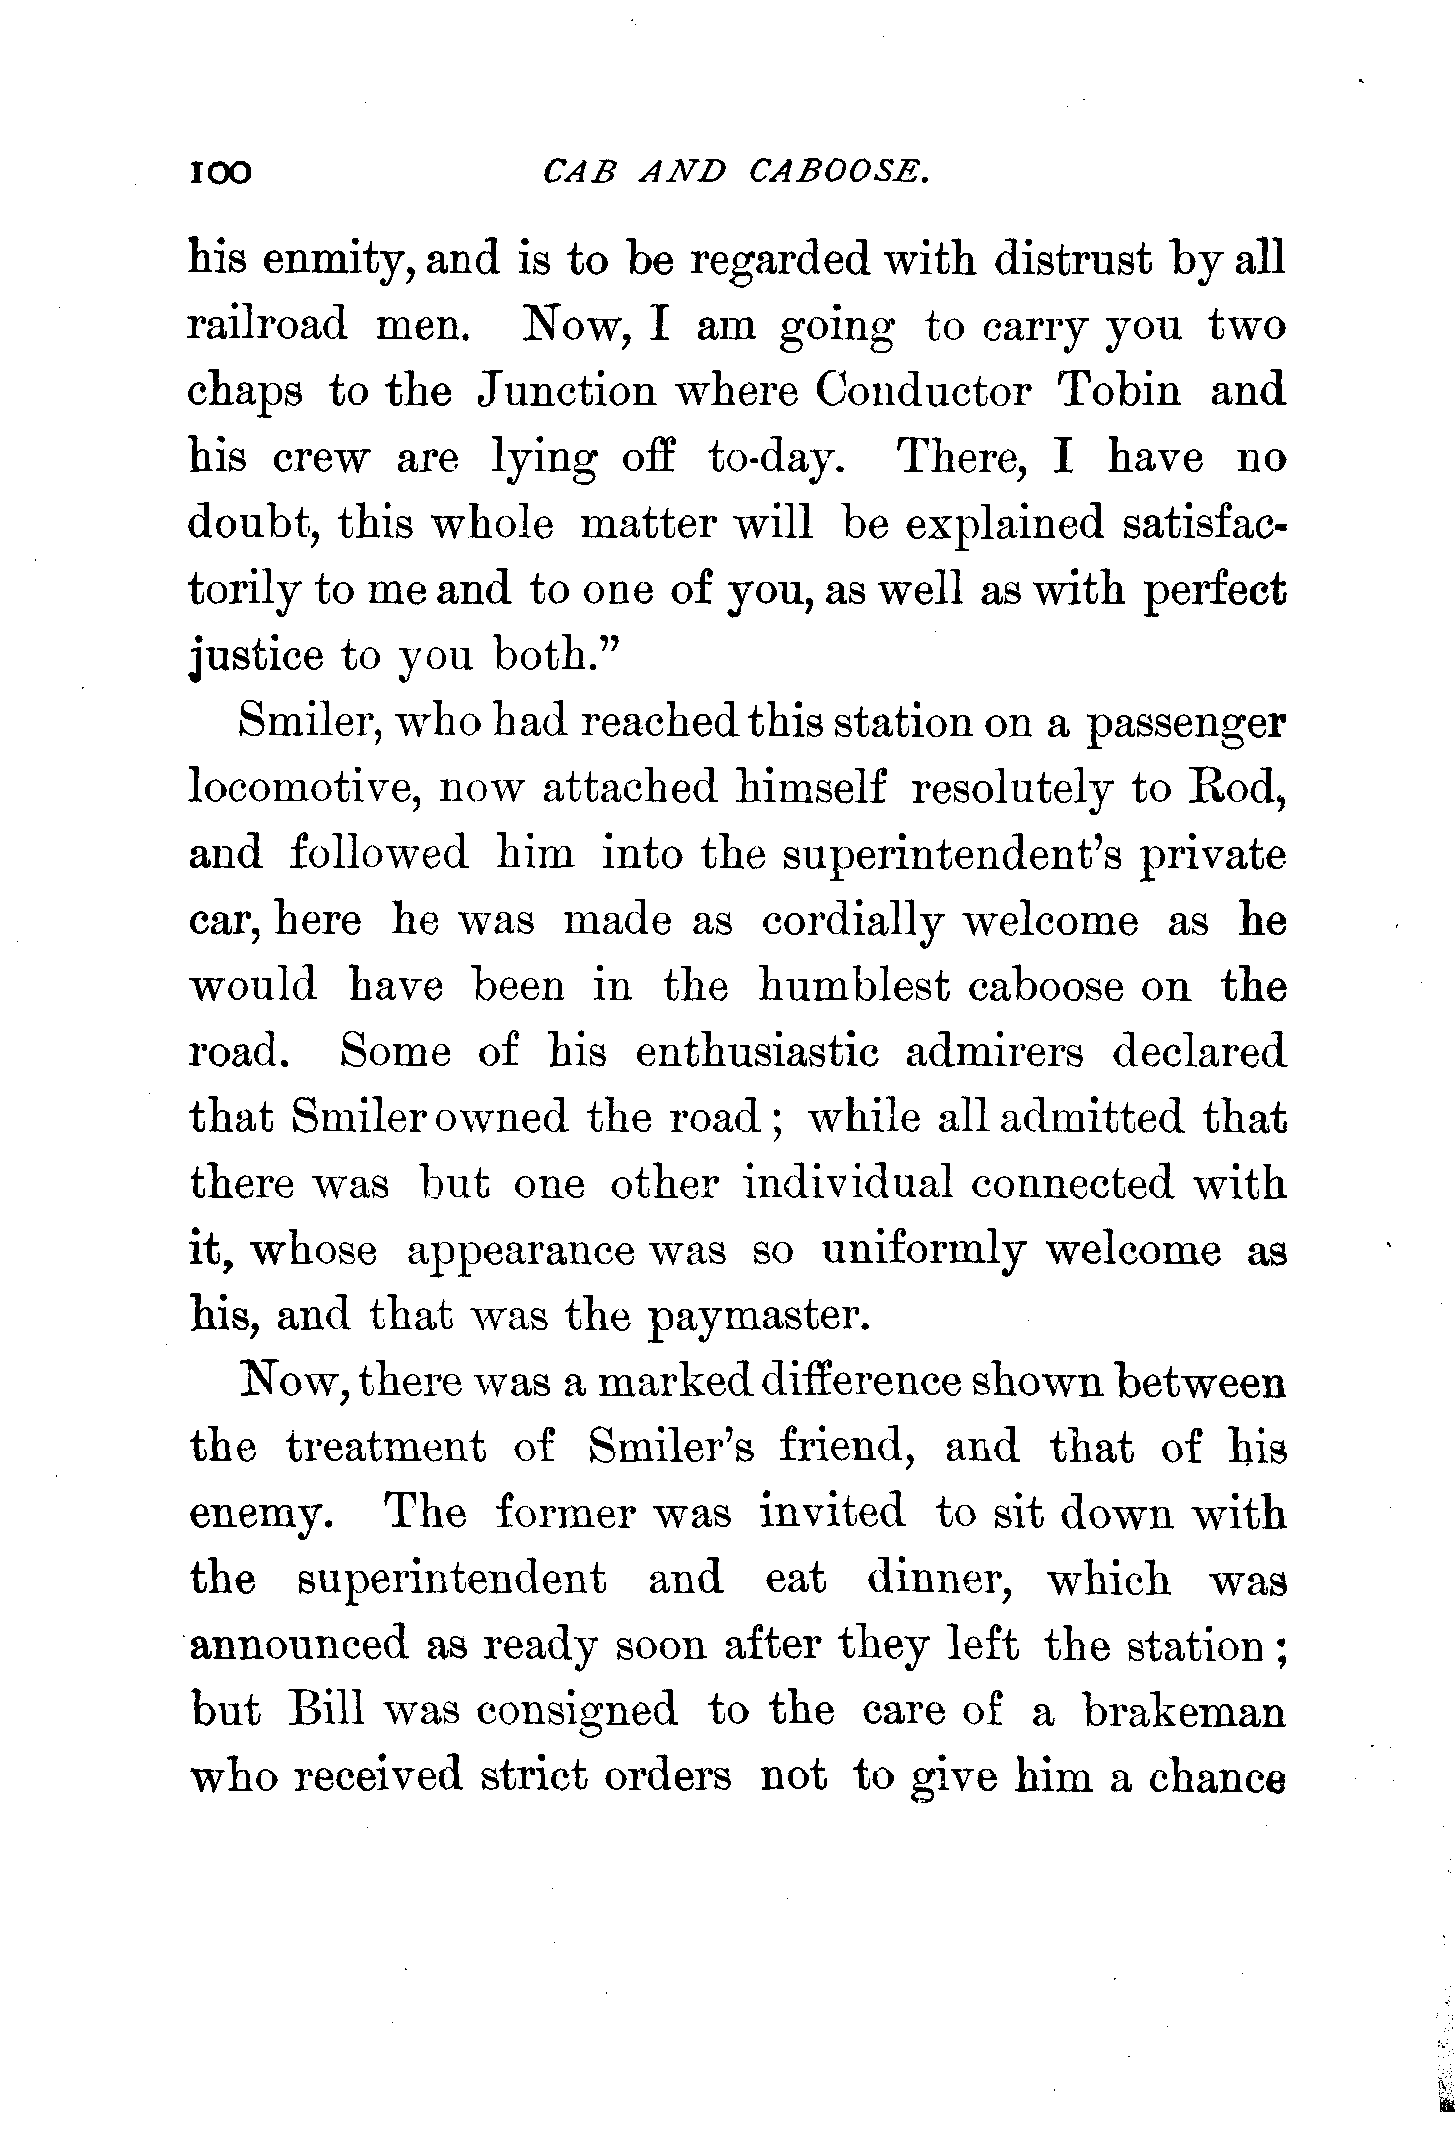 100 CAB AND CABOOSE.
his enmity, and is to be regarded with distrust by all
railroad men. Now, I am going to carry you two
chaps to the Junction where Conductor Tobin and
his crew are lying off to-day. There, I have no
doubt, this whole matter will be explained satisfac-
torily to me and to one of you, as well as with perfect
justice to you both.”
Smiler, who had reached this station on a passenger
locomotive, now attached himself resolutely to Rod,
and followed him into the superintendent’s private
car, here he was made as cordially welcome as he
would have been in the humblest caboose on the
road. Some of his enthusiastic admirers declared
that Smiler owned the road ; while all admitted that
there was but one other individual connected with
it, whose appearance was so uniformly welcome as
his, and that was the paymaster.
Now, there was a marked difference shown between
the treatment of Smiler’s friend, and that of his
enemy. The former was invited to sit down with
the superintendent and eat dinner, which was
announced as ready soon after they left the station ;
but Bill was consigned to the care of a brakeman
who received strict orders not to give him a chance